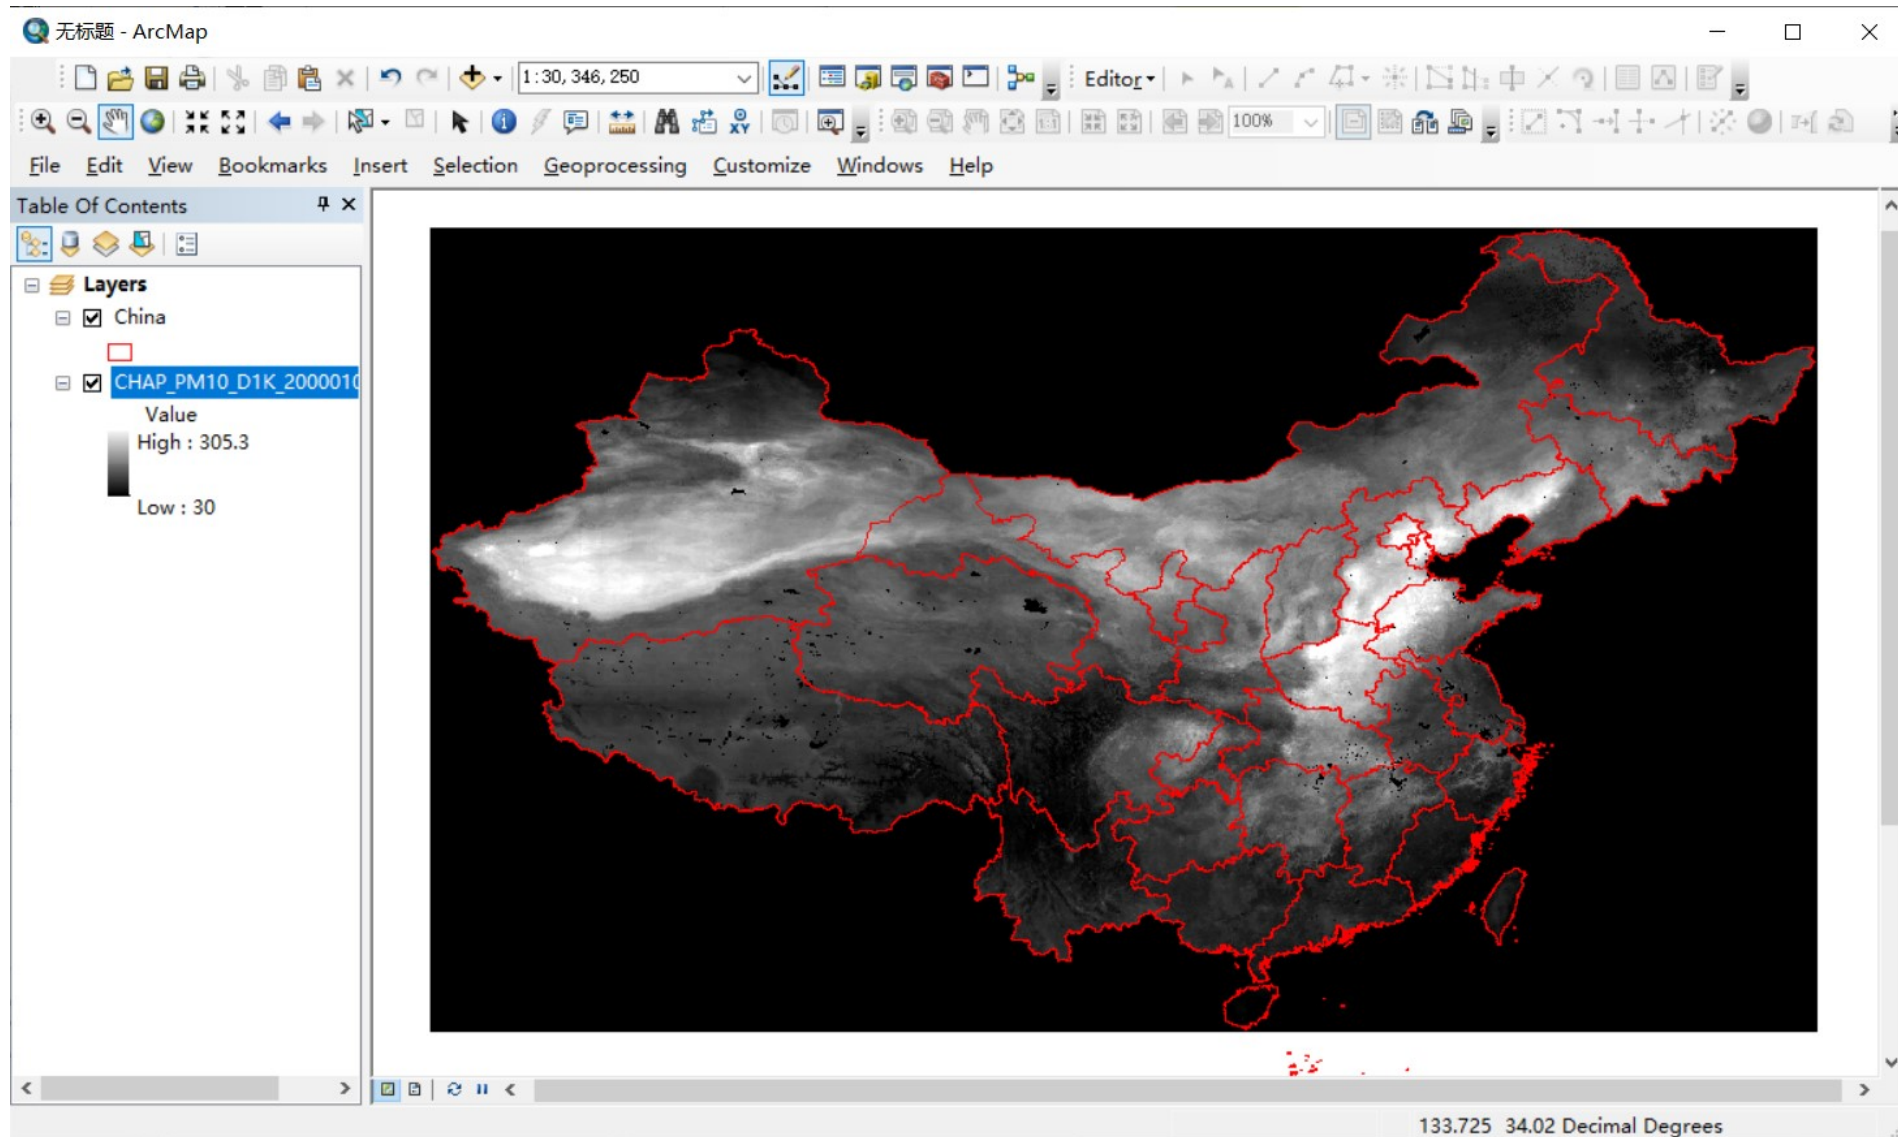 无标题 - ArcMap
1:30,346,250
Editor
100%
File Edit View Bookmarks Insert Selection Geoprocessing Customize Windows Help
Table Of Contents
Layers
China
CHAP_PM10_D1K_2000010
Value
High : 305.3
Low : 30
133.725 34.02 Decimal Degrees